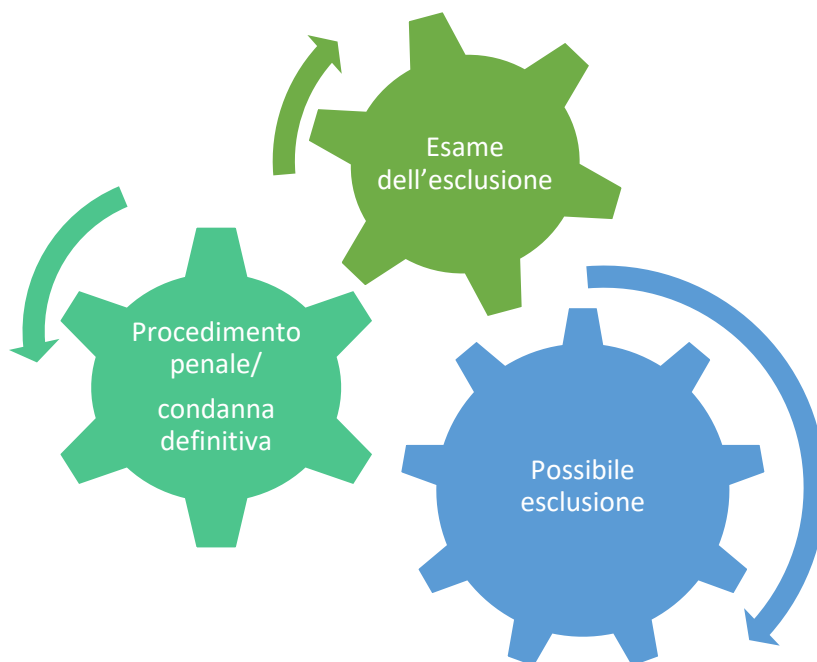 Esame
dell’esclusione
Procedimento
penale/
condanna
definitiva
Possibile
esclusione